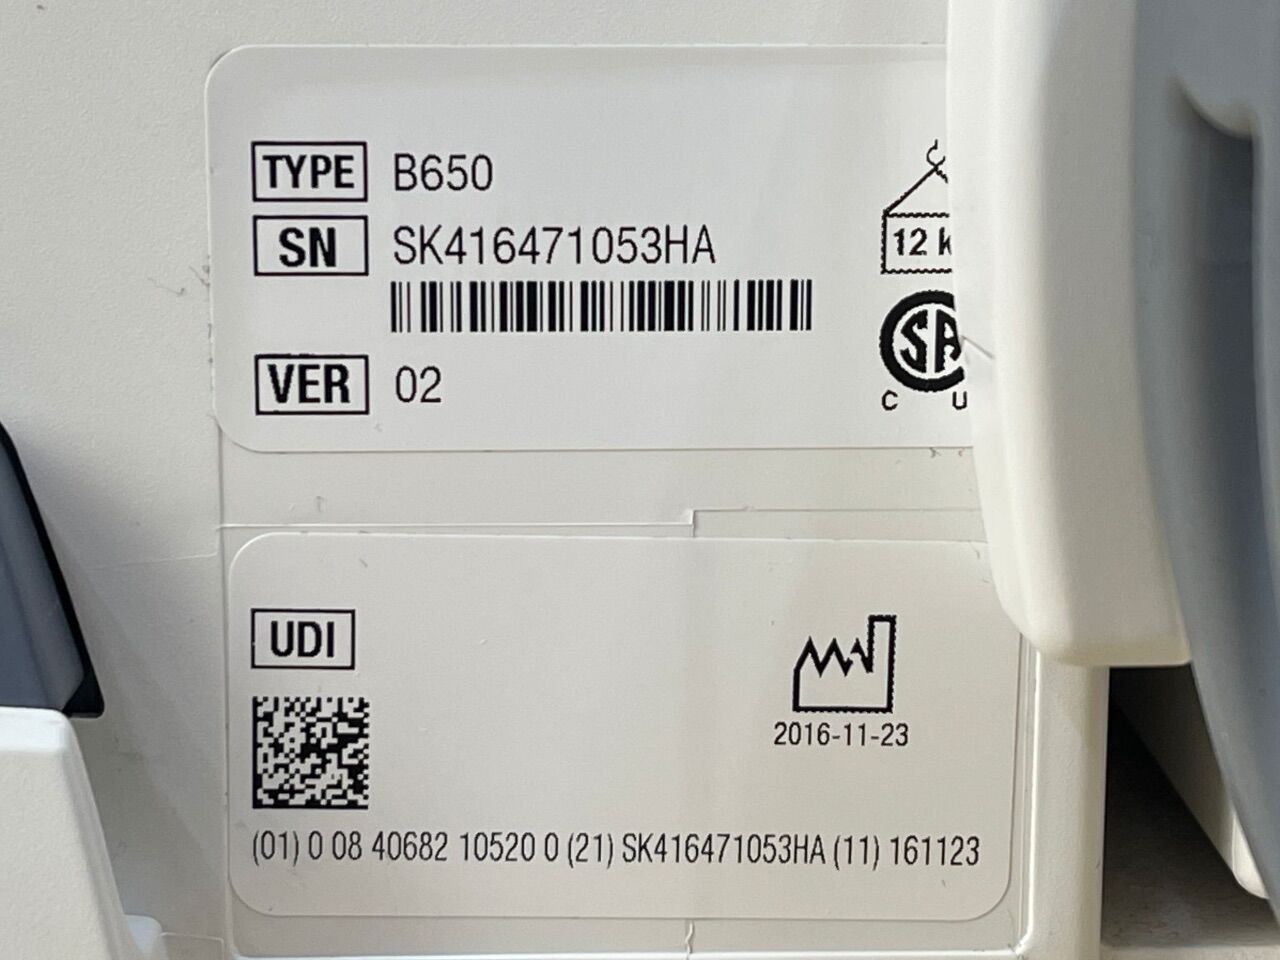 TYPE B650
SN SK416471053HA
12 k
VER 02
SA
C U
UDI
2016-11-23
(01) 0 08 40682 10520 0 (21) SK416471053HA (11) 161123